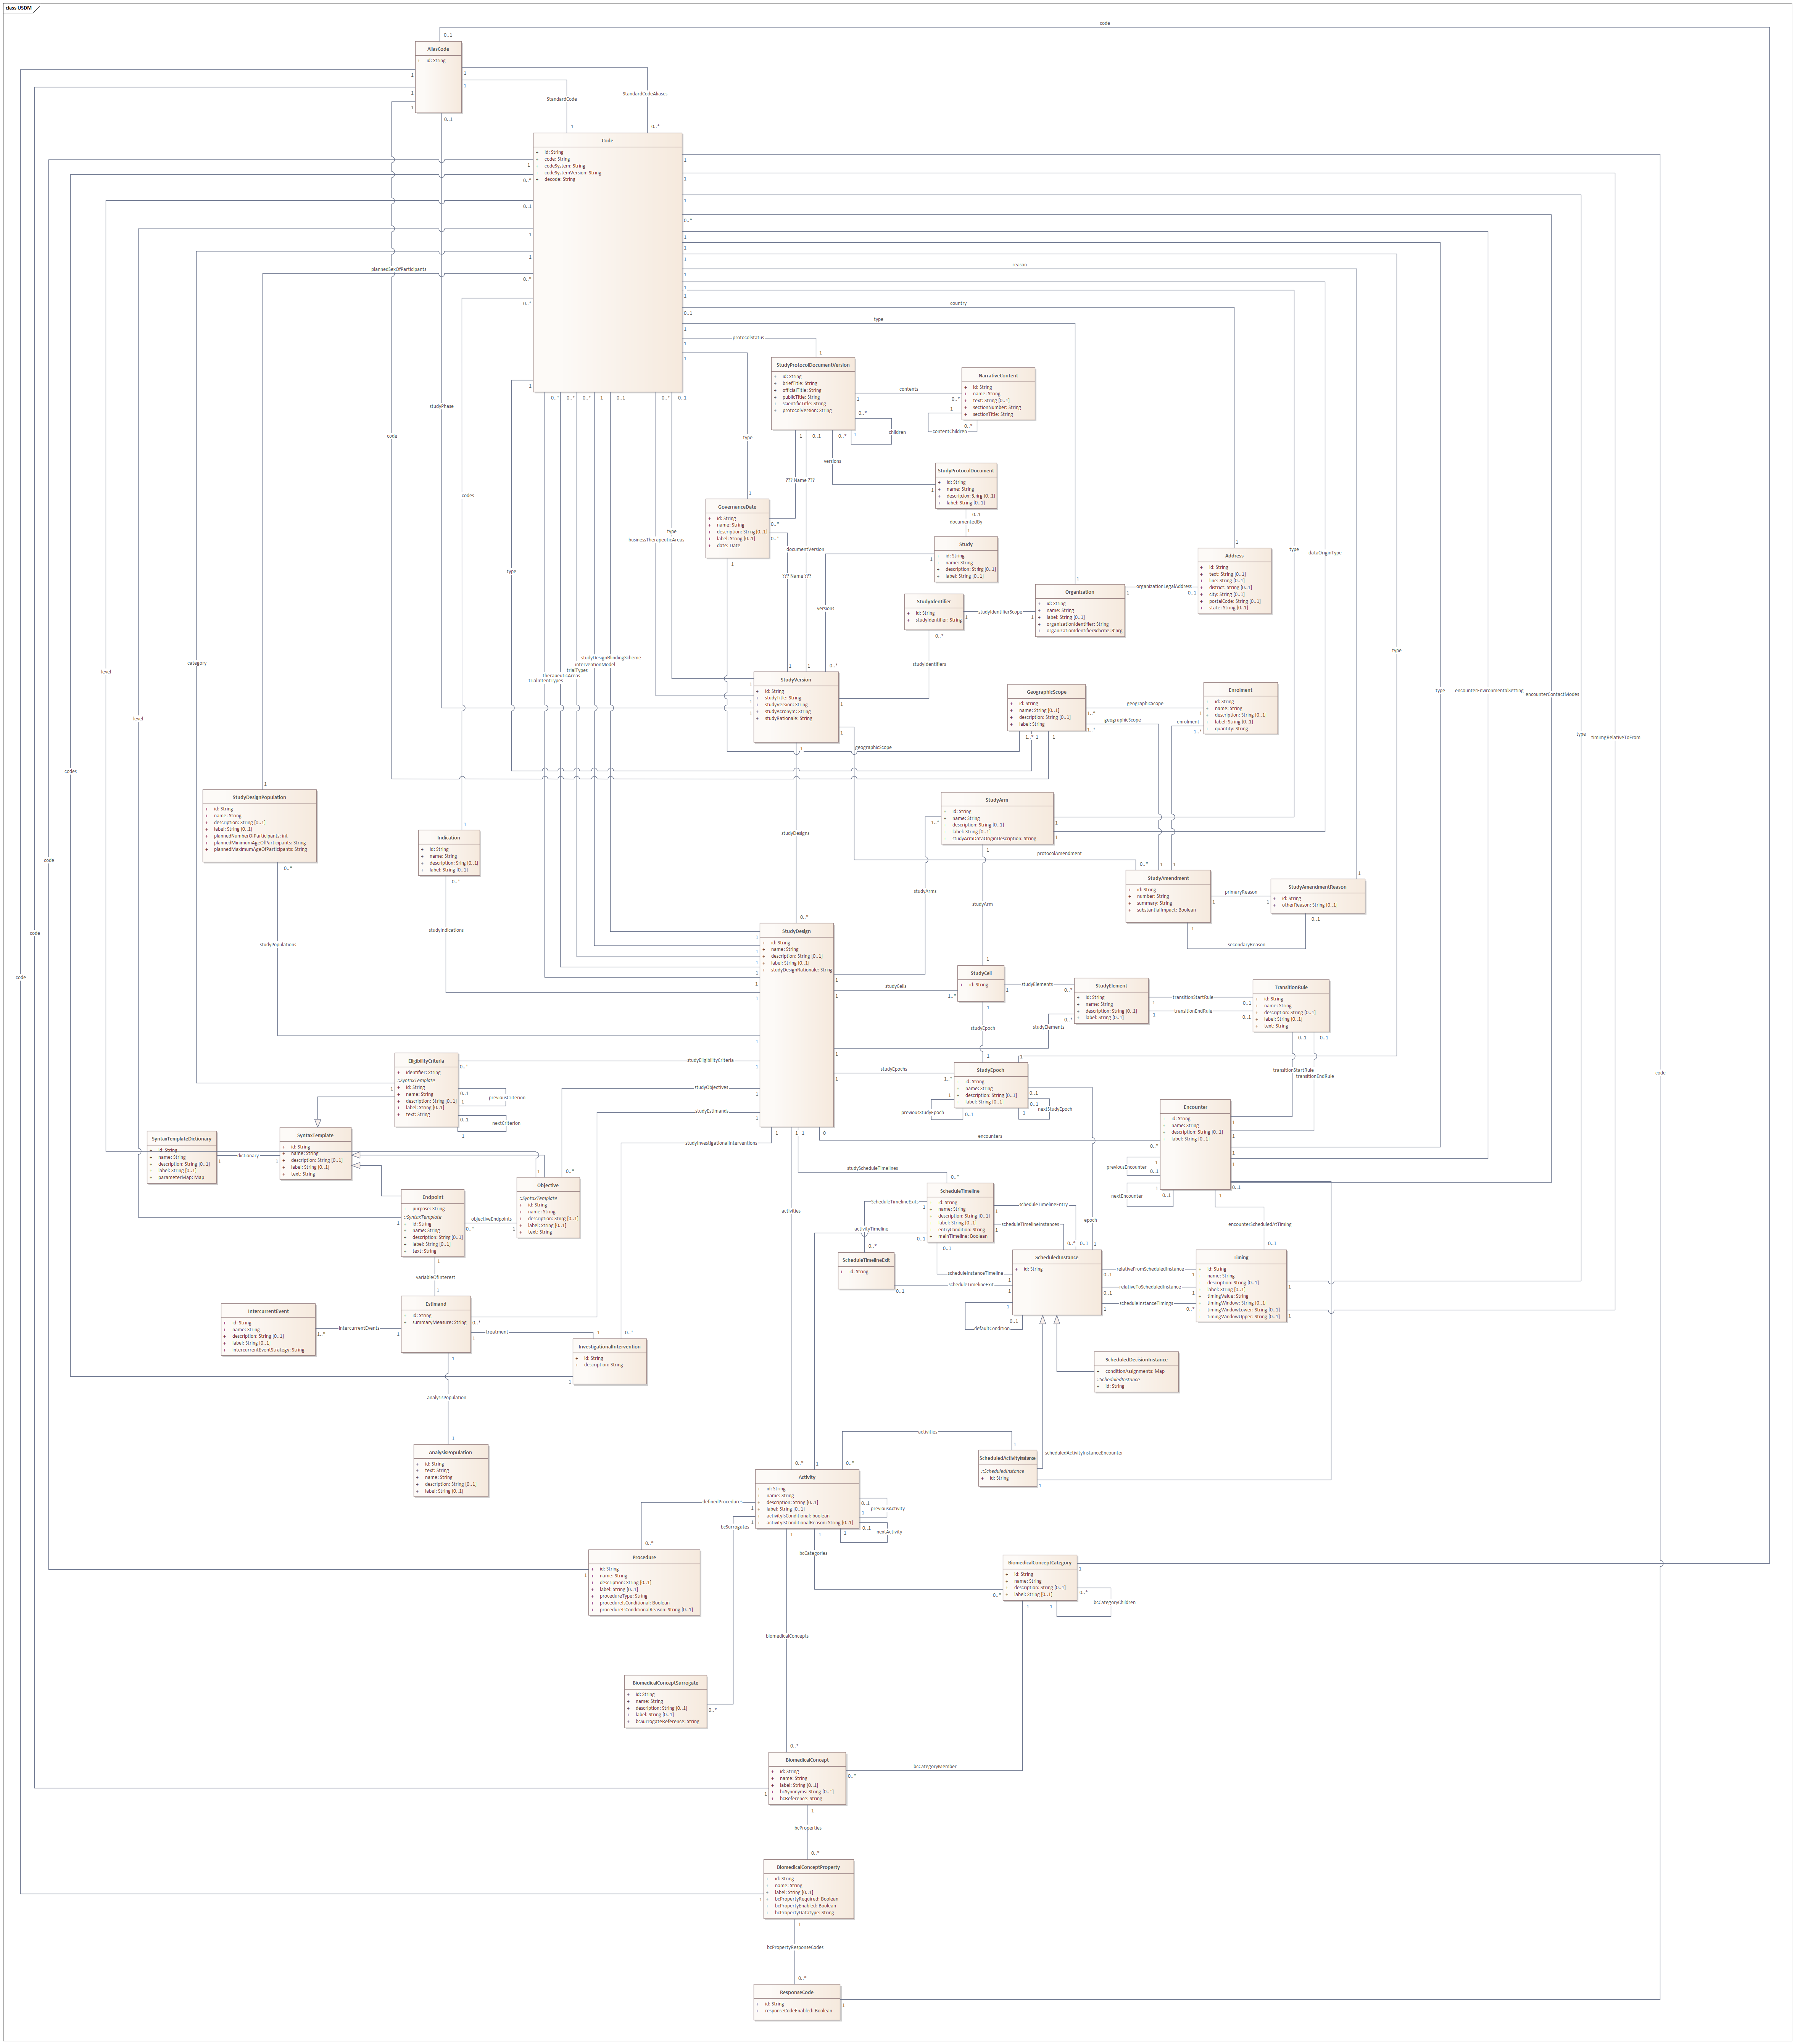 class USDM
code
0..1
AliasCode
+ id: String
StandardCode
StandardCodeAliases
Code
+ id: String
+ code: String
+ codeSystem: String
+ codeSystemVersion: String
+ decode: String
plannedSexOfParticipants
reason
country
type
protocolStatus
StudyProtocolDocumentVersion
+ id: String
+ briefTitle: String
+ officialTitle: String
+ publicTitle: String
+ scientificTitle: String
+ protocolVersion: String
contents
NarrativeContent
+ id: String
+ name: String
+ text: String [0..1]
+ sectionNumber: String
+ sectionTitle: String
contentChildren
children
studyPhase
code
type
versions
StudyProtocolDocument
+ id: String
+ name: String
+ description: String [0..1]
+ label: String [0..1]
??? Name ???
codes
GovernanceDate
+ id: String
+ name: String
+ description: String [0..1]
+ label: String [0..1]
+ date: Date
documentedBy
type
businessTherapeuticAreas
documentVersion
Study
+ id: String
+ name: String
+ description: String [0..1]
+ label: String [0..1]
type
dataOriginType
Address
+ id: String
+ text: String [0..1]
+ line: String [0..1]
+ district: String [0..1]
+ city: String [0..1]
+ postalCode: String [0..1]
+ state: String [0..1]
type
??? Name ???
organizationLegalAddress
Organization
+ id: String
+ name: String
+ label: String [0..1]
+ organizationIdentifier: String
+ organizationIdentifierScheme: String
StudyIdentifier
+ id: String
+ studyIdentifier: String
studyIdentifierScope
versions
studyIdentifiers
studyDesignBlindingScheme
interventionModel
trialTypes
therapeuticAreas
trialIntentTypes
level
category
type
StudyVersion
+ id: String
+ studyTitle: String
+ studyVersion: String
+ studyAcronym: String
+ studyRationale: String
GeographicScope
+ id: String
+ name: String [0..1]
+ description: String [0..1]
+ label: String
geographicScope
geographicScope
enrolment
Enrolment
+ id: String
+ name: String
+ description: String [0..1]
+ label: String [0..1]
+ quantity: String
type
encounterEnvironmentalSetting
encounterContactModes
type
timingRelativeToFrom
level
geographicScope
codes
StudyDesignPopulation
+ id: String
+ name: String
+ description: String [0..1]
+ label: String [0..1]
+ plannedNumberOfParticipants: int
+ plannedMinimumAgeOfParticipants: String
+ plannedMaximumAgeOfParticipants: String
Indication
+ id: String
+ name: String
+ description: String [0..1]
+ label: String [0..1]
studyDesigns
StudyArm
+ id: String
+ name: String
+ description: String [0..1]
+ label: String [0..1]
+ studyArmDataOriginDescription: String
protocolAmendment
code
StudyAmendment
+ id: String
+ number: String
+ summary: String
+ substantialImpact: Boolean
primaryReason
StudyAmendmentReason
+ id: String
+ otherReason: String [0..1]
secondaryReason
studyArms
studyArm
code
studyIndications
studyPopulations
StudyDesign
+ id: String
+ name: String
+ description: String [0..1]
+ label: String [0..1]
+ studyDesignRationale: String
code
studyCells
StudyCell
+ id: String
studyElements
StudyElement
+ id: String
+ name: String
+ description: String [0..1]
+ label: String [0..1]
transitionStartRule
transitionEndRule
TransitionRule
+ id: String
+ name: String
+ description: String [0..1]
+ label: String [0..1]
+ text: String
studyElements
studyEpoch
studyEligibilityCriteria
EligibilityCriteria
+ identifier: String
::SyntaxTemplate
+ id: String
+ name: String
+ description: String [0..1]
+ label: String [0..1]
+ text: String
previousCriterion
nextCriterion
studyObjectives
studyEstimands
studyEpochs
StudyEpoch
+ id: String
+ name: String
+ description: String [0..1]
+ label: String [0..1]
previousStudyEpoch
nextStudyEpoch
transitionStartRule
transitionEndRule
code
Encounter
+ id: String
+ name: String
+ description: String [0..1]
+ label: String [0..1]
encounters
previousEncounter
nextEncounter
SyntaxTemplateDictionary
+ id: String
+ name: String
+ description: String [0..1]
+ label: String [0..1]
+ parameterMap: Map
dictionary
SyntaxTemplate
+ id: String
+ name: String
+ description: String [0..1]
+ label: String [0..1]
+ text: String
studyInvestigationalInterventions
studyScheduleTimelines
Objective
::SyntaxTemplate
+ id: String
+ name: String
+ description: String [0..1]
+ label: String [0..1]
+ text: String
Endpoint
+ purpose: String
::SyntaxTemplate
+ id: String
+ name: String
+ description: String [0..1]
+ label: String [0..1]
+ text: String
objectiveEndpoints
activities
ScheduleTimeline
+ id: String
+ name: String
+ description: String [0..1]
+ label: String [0..1]
+ entryCondition: String
+ mainTimeline: Boolean
ScheduleTimelineExits
scheduleTimelineEntry
scheduleTimelineInstances
epoch
encounterScheduledAtTiming
activityTimeline
ScheduleTimelineExit
+ id: String
scheduleInstanceTimeline
scheduleTimelineExit
ScheduledInstance
+ id: String
defaultCondition
relativeFromScheduledInstance
relativeToScheduledInstance
scheduleInstanceTimings
Timing
+ id: String
+ name: String
+ description: String [0..1]
+ label: String [0..1]
+ timingValue: String
+ timingWindow: String [0..1]
+ timingWindowLower: String [0..1]
+ timingWindowUpper: String [0..1]
variableOfInterest
Estimand
+ id: String
+ summaryMeasure: String
IntercurrentEvent
+ id: String
+ name: String
+ description: String [0..1]
+ label: String [0..1]
+ intercurrentEventStrategy: String
intercurrentEvents
treatment
InvestigationalIntervention
+ id: String
+ description: String
ScheduledDecisionInstance
+ conditionAssignments: Map
::ScheduledInstance
+ id: String
analysisPopulation
AnalysisPopulation
+ id: String
+ text: String
+ name: String
+ description: String [0..1]
+ label: String [0..1]
activities
scheduledActivityInstanceEncounter
ScheduledActivityInstance
::ScheduledInstance
+ id: String
Activity
+ id: String
+ name: String
+ description: String [0..1]
+ label: String [0..1]
+ activityIsConditional: boolean
+ activityIsConditionalReason: String [0..1]
previousActivity
nextActivity
definedProcedures
bcSurrogates
bcCategories
Procedure
+ id: String
+ name: String
+ description: String [0..1]
+ label: String [0..1]
+ procedureType: String
+ procedureIsConditional: Boolean
+ procedureIsConditionalReason: String [0..1]
BiomedicalConceptCategory
+ id: String
+ name: String
+ description: String [0..1]
+ label: String [0..1]
bcCategoryChildren
biomedicalConcepts
BiomedicalConceptSurrogate
+ id: String
+ name: String
+ description: String [0..1]
+ label: String [0..1]
+ bcSurrogateReference: String
BiomedicalConcept
+ id: String
+ name: String
+ label: String [0..1]
+ bcSynonyms: String [0..*]
+ bcReference: String
bcCategoryMember
bcProperties
BiomedicalConceptProperty
+ id: String
+ name: String
+ label: String [0..1]
+ bcPropertyRequired: Boolean
+ bcPropertyEnabled: Boolean
+ bcPropertyDatatype: String
bcPropertyResponseCodes
0..*
ResponseCode
+ id: String
+ responseCodeEnabled: Boolean